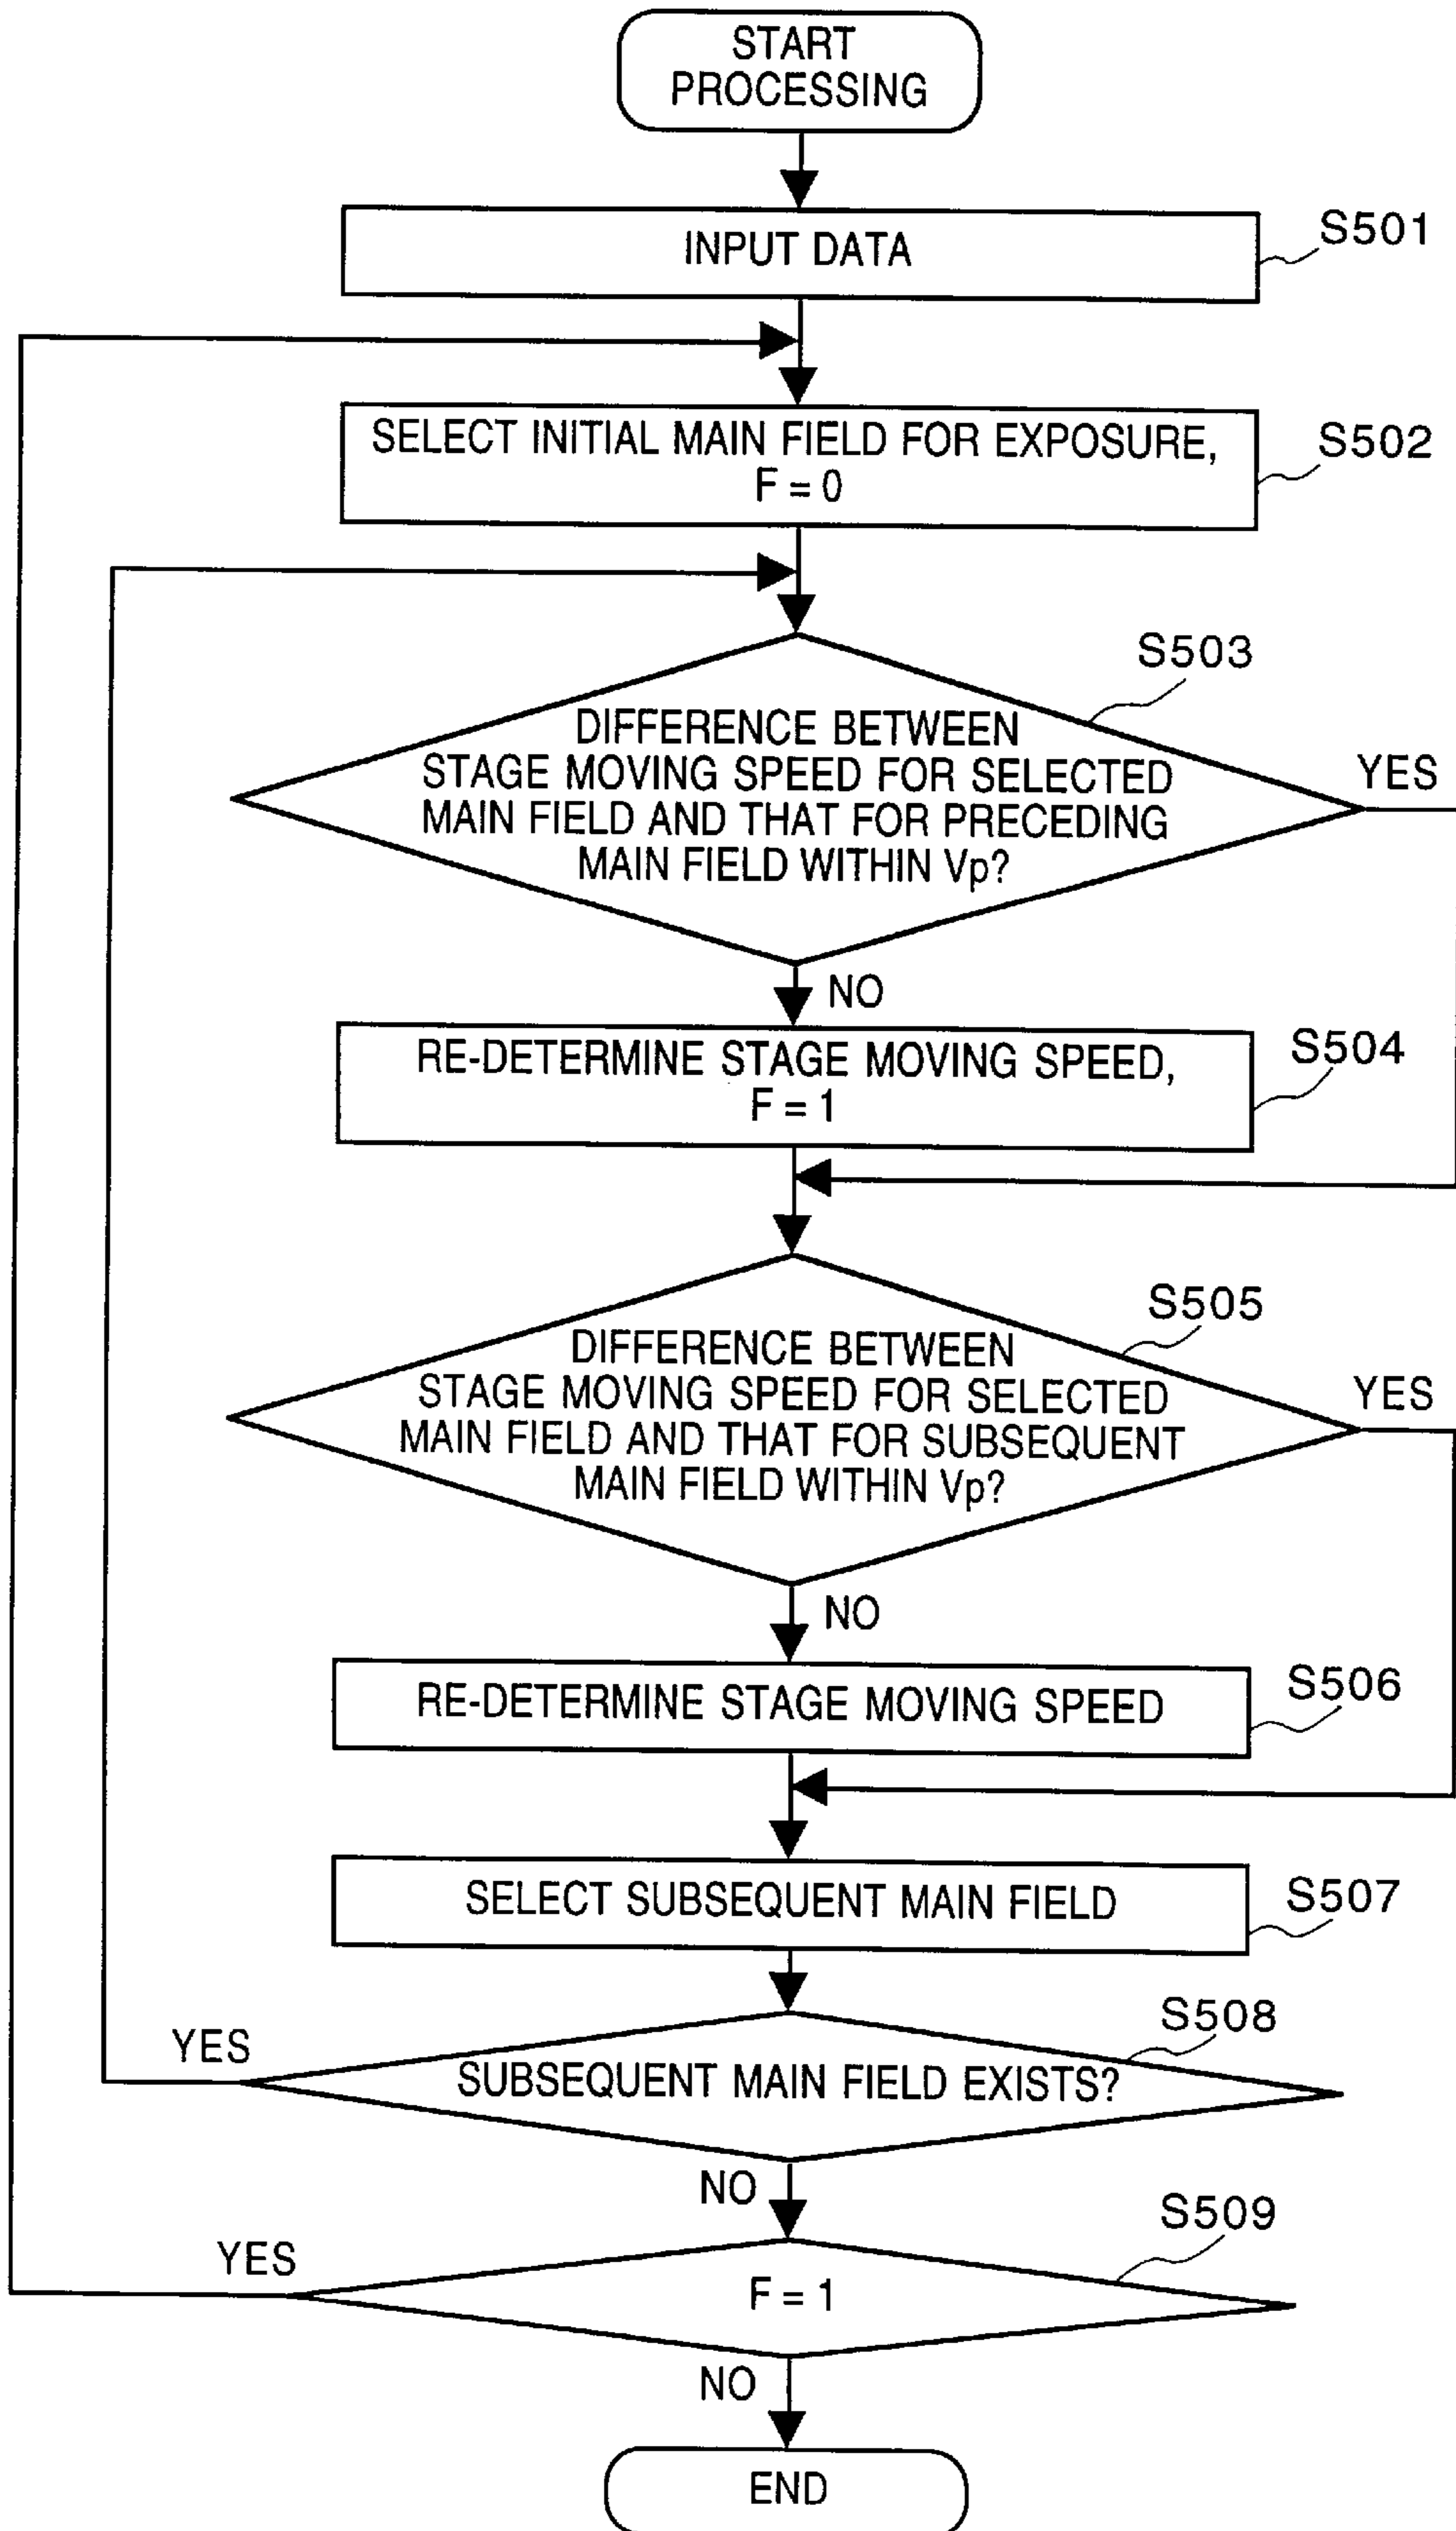 START
PROCESSING
INPUT DATA
S501
SELECT INITIAL MAIN FIELD FOR EXPOSURE,
F = 0
S502
S503
DIFFERENCE BETWEEN
STAGE MOVING SPEED FOR SELECTED
MAIN FIELD AND THAT FOR PRECEDING
MAIN FIELD WITHIN Vp?
YES
NO
RE-DETERMINE STAGE MOVING SPEED,
F = 1
S504
S505
DIFFERENCE BETWEEN
STAGE MOVING SPEED FOR SELECTED
MAIN FIELD AND THAT FOR SUBSEQUENT
MAIN FIELD WITHIN Vp?
YES
NO
RE-DETERMINE STAGE MOVING SPEED
S506
SELECT SUBSEQUENT MAIN FIELD
S507
S508
YES
SUBSEQUENT MAIN FIELD EXISTS?
NO
S509
YES
F = 1
NO
END